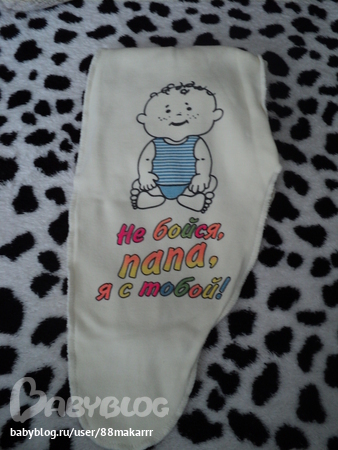 Не бойся,
папа,
я с тобой!
BABYBLOG
babyblog.ru/user/88makarrr